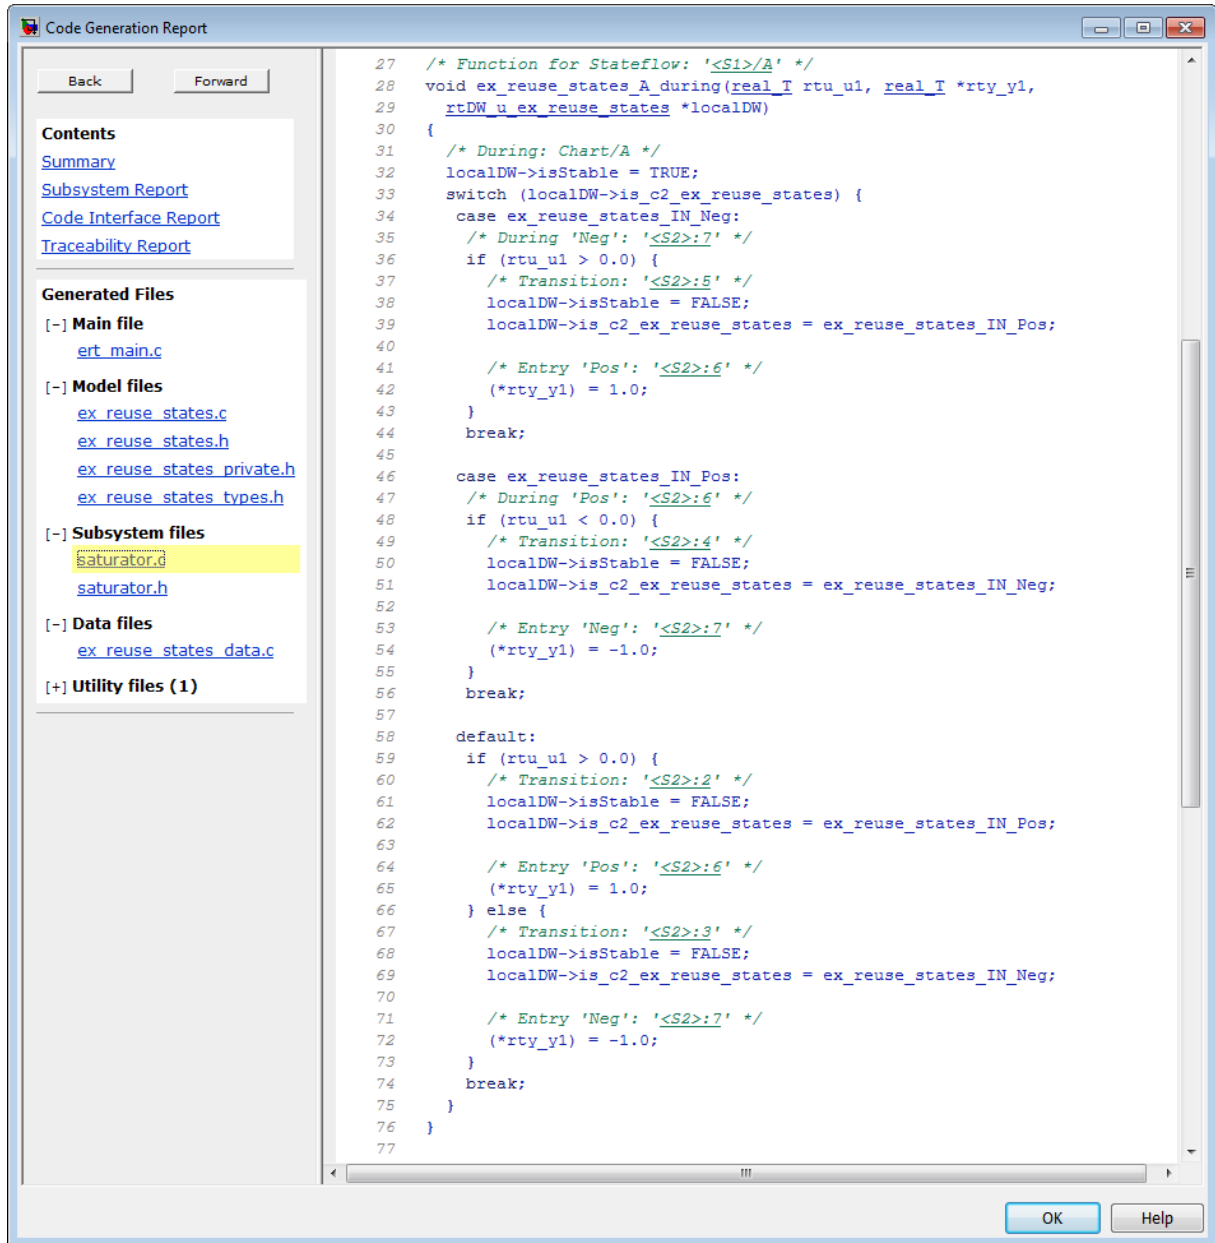 Code Generation Report
Back Forward
Contents
Summary
Subsystem Report
Code Interface Report
Traceability Report
Generated Files
[-] Main file
ert_main.c
[-] Model files
ex_reuse_states.c
ex_reuse_states.h
ex_reuse_states_private.h
ex_reuse_states_types.h
[-] Subsystem files
saturator.c
saturator.h
[-] Data files
ex_reuse_states_data.c
[+] Utility files (1)
27 /* Function for Stateflow: '<S1>/A' */
28 void ex_reuse_states_A_during(real_T rtu_u1, real_T *rty_y1,
29 rtDW_u_ex_reuse_states *localDW)
30 {
31 /* During: Chart/A */
32 localDW->isStable = TRUE;
33 switch (localDW->is_c2_ex_reuse_states) {
34 case ex_reuse_states_IN_Neg:
35 /* During 'Neg': '<S2>:7' */
36 if (rtu_u1 > 0.0) {
37 /* Transition: '<S2>:5' */
38 localDW->isStable = FALSE;
39 localDW->is_c2_ex_reuse_states = ex_reuse_states_IN_Pos;
40
41 /* Entry 'Pos': '<S2>:6' */
42 (*rty_y1) = 1.0;
43 }
44 break;
45
46 case ex_reuse_states_IN_Pos:
47 /* During 'Pos': '<S2>:6' */
48 if (rtu_u1 < 0.0) {
49 /* Transition: '<S2>:4' */
50 localDW->isStable = FALSE;
51 localDW->is_c2_ex_reuse_states = ex_reuse_states_IN_Neg;
52
53 /* Entry 'Neg': '<S2>:7' */
54 (*rty_y1) = -1.0;
55 }
56 break;
57
58 default:
59 if (rtu_u1 > 0.0) {
60 /* Transition: '<S2>:2' */
61 localDW->isStable = FALSE;
62 localDW->is_c2_ex_reuse_states = ex_reuse_states_IN_Pos;
63
64 /* Entry 'Pos': '<S2>:6' */
65 (*rty_y1) = 1.0;
66 } else {
67 /* Transition: '<S2>:3' */
68 localDW->isStable = FALSE;
69 localDW->is_c2_ex_reuse_states = ex_reuse_states_IN_Neg;
70
71 /* Entry 'Neg': '<S2>:7' */
72 (*rty_y1) = -1.0;
73 }
74 break;
75 }
76 }
77
OK Help